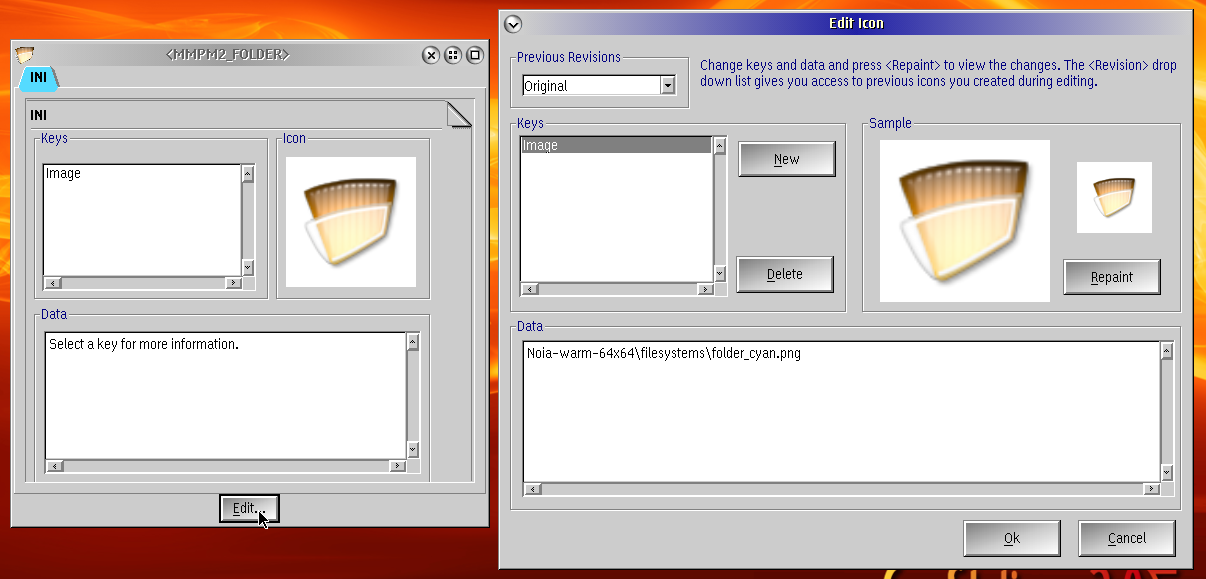 <MMPM2_FOLDER>
INI
INI
Keys
Image
Icon
Data
Select a key for more information.
Edit...
Edit Icon
Previous Revisions
Original
Change keys and data and press <Repaint> to view the changes. The <Revision> drop
down list gives you access to previous icons you created during editing.
Keys
Image
New
Delete
Sample
Repaint
Data
Noia-warm-64x64\filesystems\folder_cyan.png
Ok
Cancel